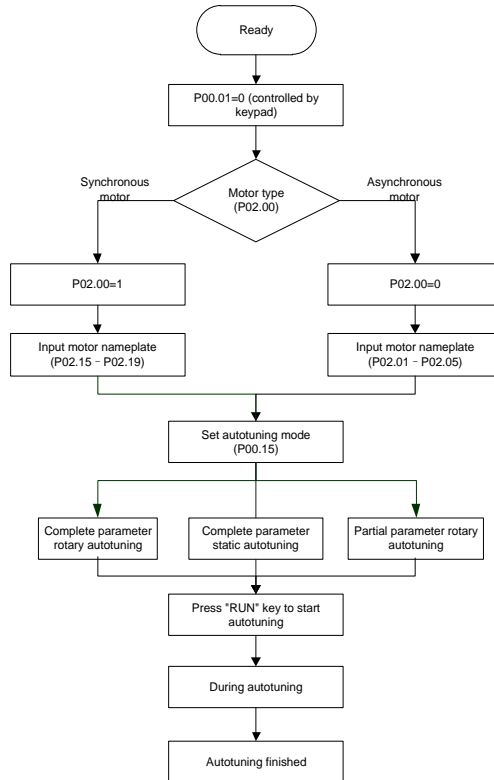 Ready
P00.01=0 (controlled by
keypad)
Synchronous
motor
Motor type
(P02.00)
Asynchronous
motor
P02.00=1
P02.00=0
Input motor nameplate
(P02.15﹣P02.19)
Input motor nameplate
(P02.01﹣P02.05)
Set autotuning mode
(P00.15)
Complete parameter
rotary autotuning
Complete parameter
static autotuning
Partial parameter rotary
autotuning
Press "RUN" key to start
autotuning
During autotuning
Autotuning finished